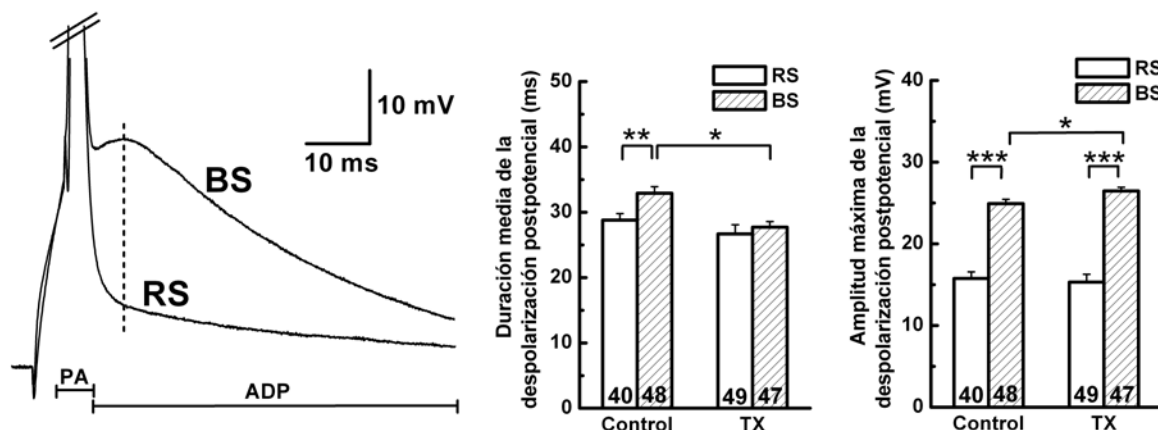 10 mV
10 ms
BS
RS
PA
ADP
Duración media de la
despolarización postpotencial (ms)
50
40
30
20
10
0
RS
BS
**
*
40
48
49
47
Control
TX
Amplitud máxima de la
despolarización postpotencial (mV)
40
30
20
10
0
RS
BS
*
***
***
40
48
49
47
Control
TX